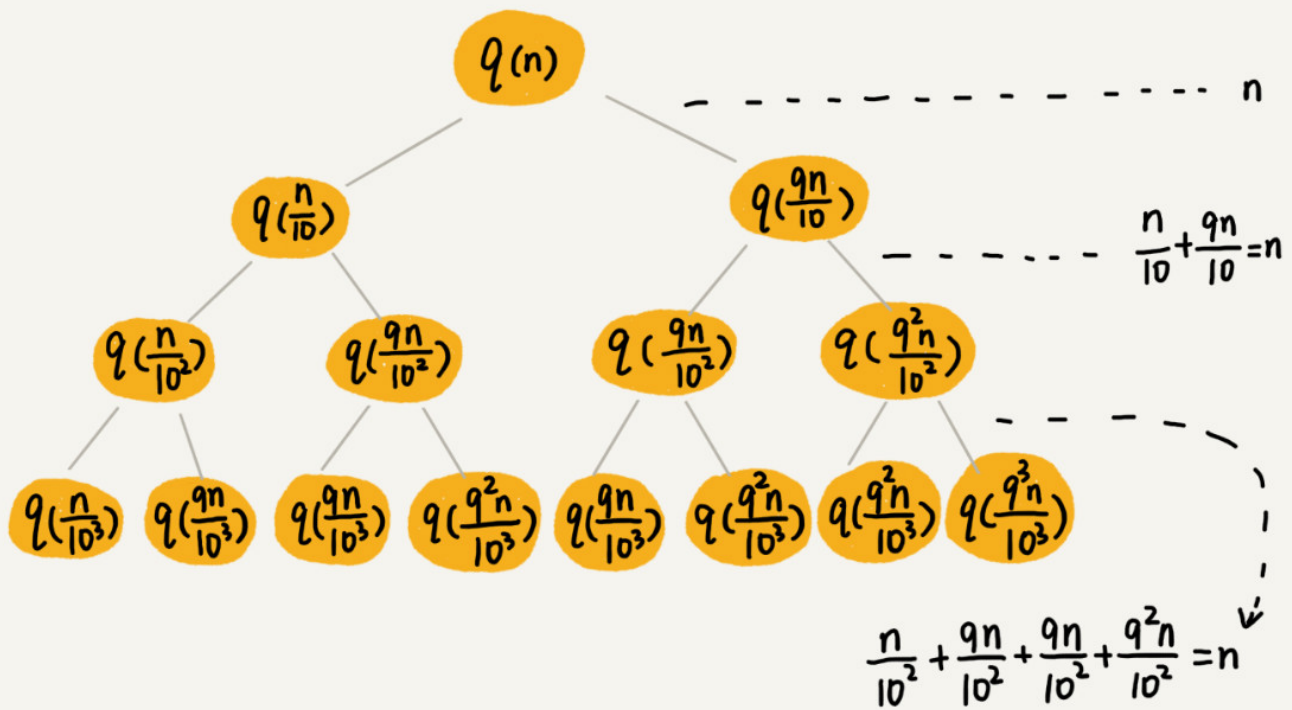 q(n)
n
q(n/10) q(9n/10)
n/10 + 9n/10 = n
q(n/10²) q(9n/10²) q(9n/10²) q(9²n/10²)
q(n/10³) q(9n/10³) q(9n/10³) q(9²n/10³) q(9n/10³) q(9²n/10³) q(9²n/10³) q(9³n/10³)
n/10² + 9n/10² + 9n/10² + 9²n/10² = n